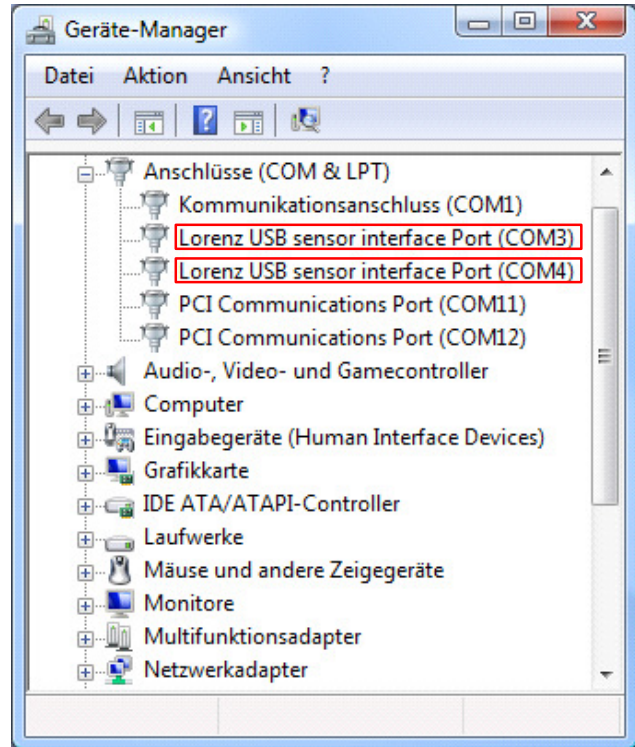 Geräte-Manager
Datei Aktion Ansicht ?
Anschlüsse (COM & LPT)
Kommunikationsanschluss (COM1)
Lorenz USB sensor interface Port (COM3)
Lorenz USB sensor interface Port (COM4)
PCI Communications Port (COM11)
PCI Communications Port (COM12)
Audio-, Video- und Gamecontroller
Computer
Eingabegeräte (Human Interface Devices)
Grafikkarte
IDE ATA/ATAPI-Controller
Laufwerke
Mäuse und andere Zeigegeräte
Monitore
Multifunktionsadapter
Netzwerkadapter